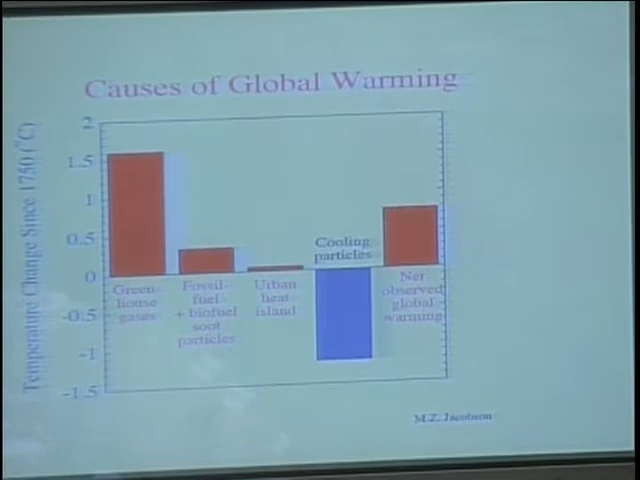 Causes of Global Warming
Temperature Change Since 1750 (°C)
2
1.5
1
0.5
0
-0.5
-1
-1.5
Green-
house
gases
Fossil-
fuel
+ biofuel
soot
particles
Urban
heat
island
Cooling
particles
Net
observed
global
warming
M.Z. Jacobson